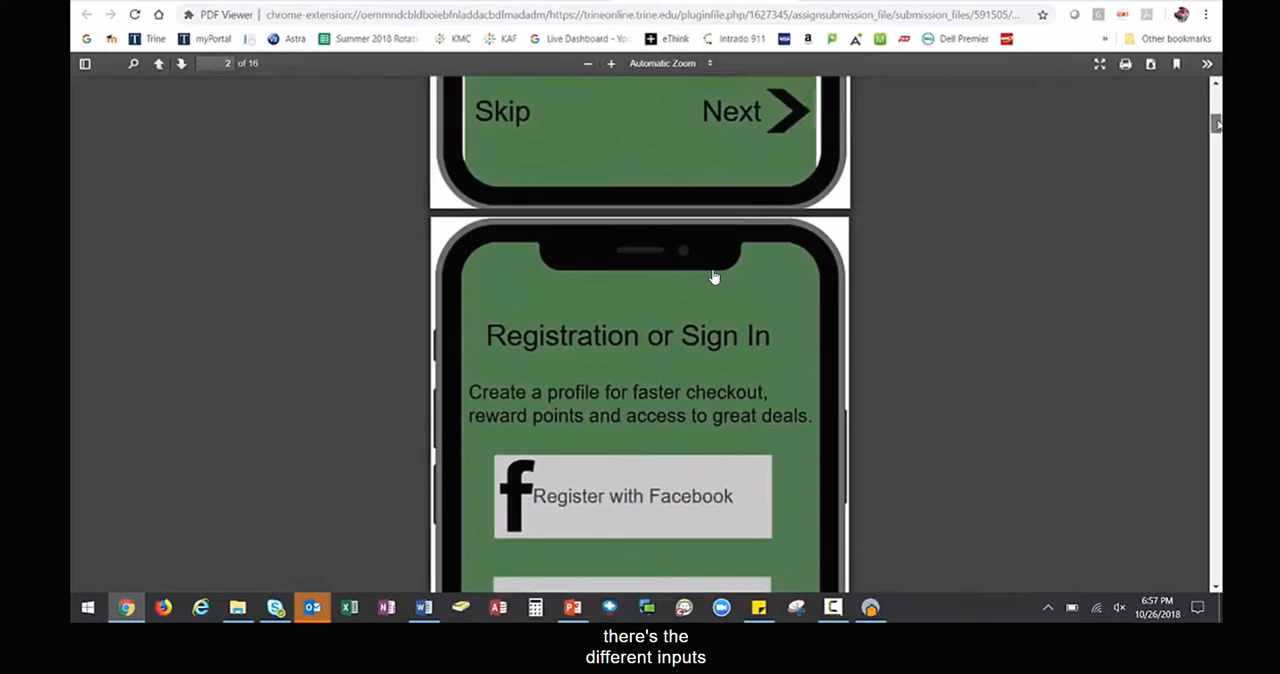 PDF Viewer | chrome-extension://oemmndcbldboiebfnladdacbdfmadadm/https://trineonline.trine.edu/pluginfile.php/1627345/assignsubmission_file/submission_files/591505/...
Trine myPortal Astra Summer 2018 Rotati KMC KAF Live Dashboard - Yo eThink Intrado 911 Dell Premier » Other bookmarks
2 of 16 Automatic Zoom
Skip Next
Registration or Sign In
Create a profile for faster checkout,
reward points and access to great deals.
f Register with Facebook
6:57 PM
10/26/2018
there's the
different inputs